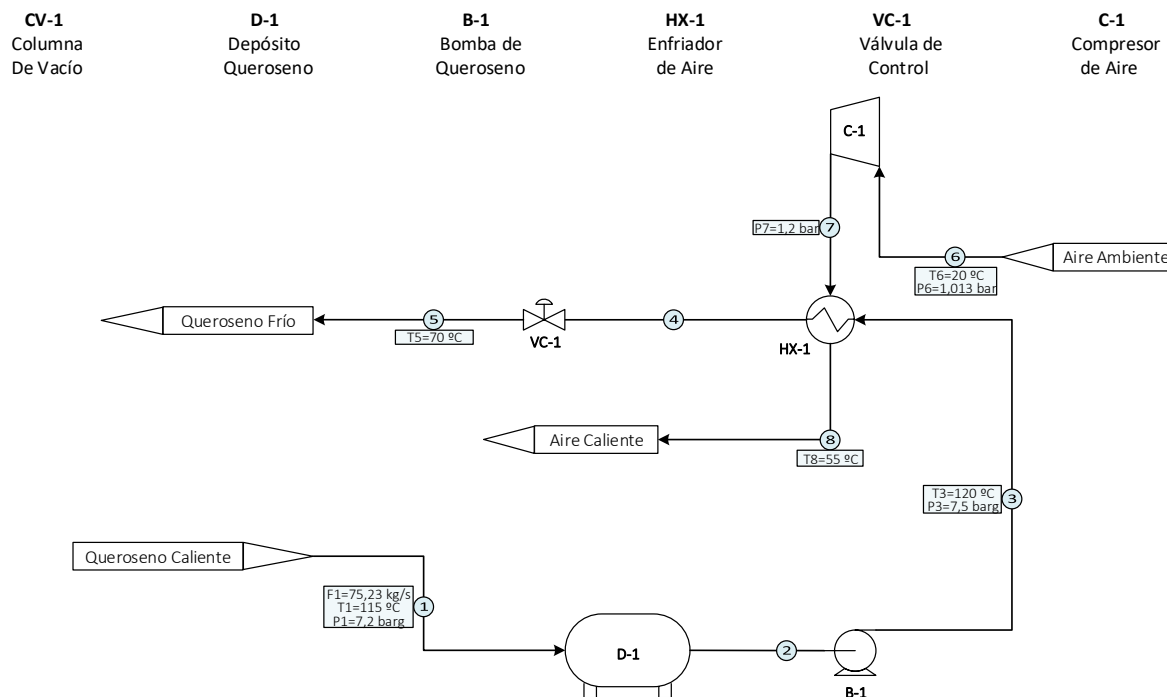 CV-1
Columna
De Vacío
D-1
Depósito
Queroseno
B-1
Bomba de
Queroseno
HX-1
Enfriador
de Aire
VC-1
Válvula de
Control
C-1
Compresor
de Aire
C-1
P7=1,2 bar
7
6
Aire Ambiente
T6=20 ºC
P6=1,013 bar
Queroseno Frío
5
T5=70 ºC
VC-1
4
HX-1
Aire Caliente
8
T8=55 ºC
T3=120 ºC
P3=7,5 barg
3
Queroseno Caliente
F1=75,23 kg/s
T1=115 ºC
P1=7,2 barg
1
D-1
2
B-1